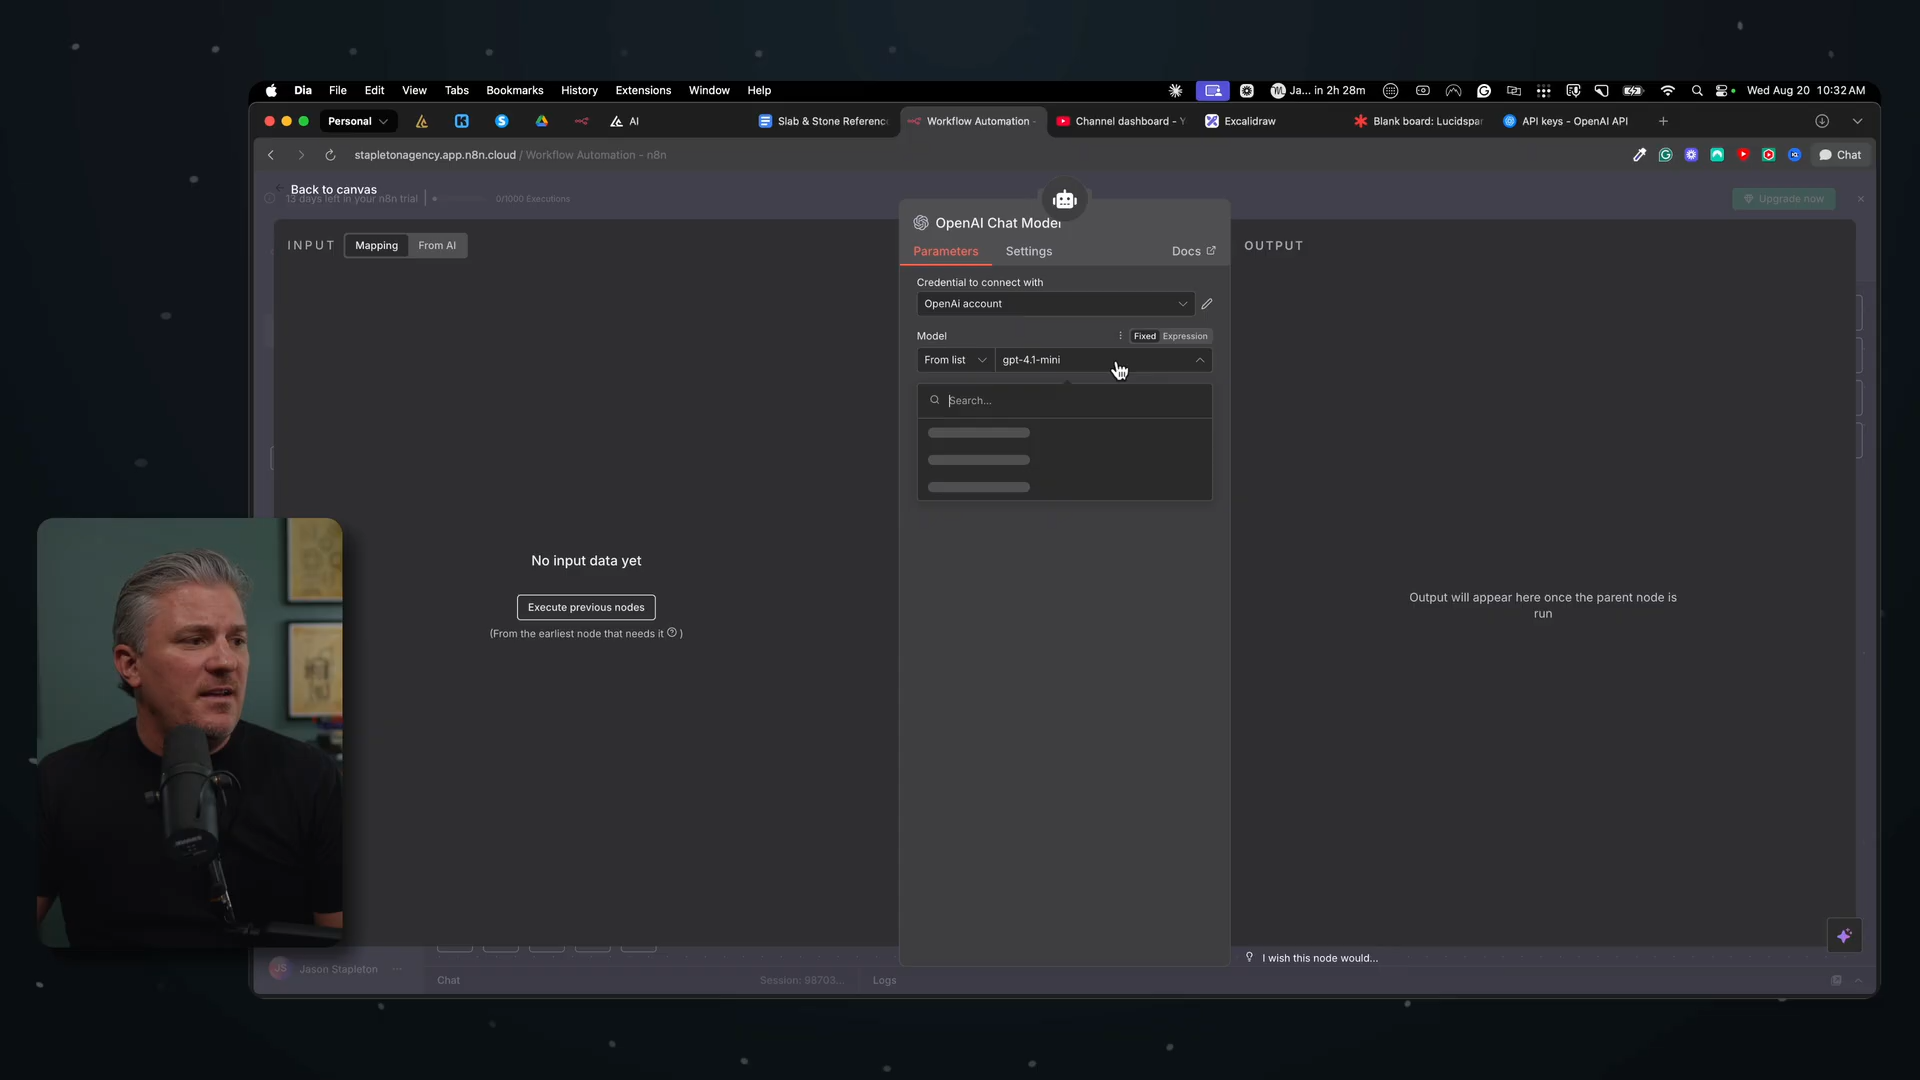 Dia File Edit View Tabs Bookmarks History Extensions Window Help
Ja... in 2h 28m
Wed Aug 20 10:32 AM
Personal
AI
Slab & Stone Referenc
Workflow Automation -
Channel dashboard - Y
Excalidraw
Blank board: Lucidspar
API keys - OpenAI API
stapletonagency.app.n8n.cloud / Workflow Automation – n8n
Chat
Back to canvas
13 days left in your n8n trial
0/1000 Executions
Upgrade now
OpenAI Chat Model
INPUT
Mapping
From AI
Parameters
Settings
Docs
OUTPUT
Credential to connect with
OpenAi account
Model
Fixed
Expression
From list
gpt-4.1-mini
Search...
No input data yet
Execute previous nodes
(From the earliest node that needs it ? )
Output will appear here once the parent node is
run
I wish this node would...
JS
Jason Stapleton
Chat
Session: 98703...
Logs